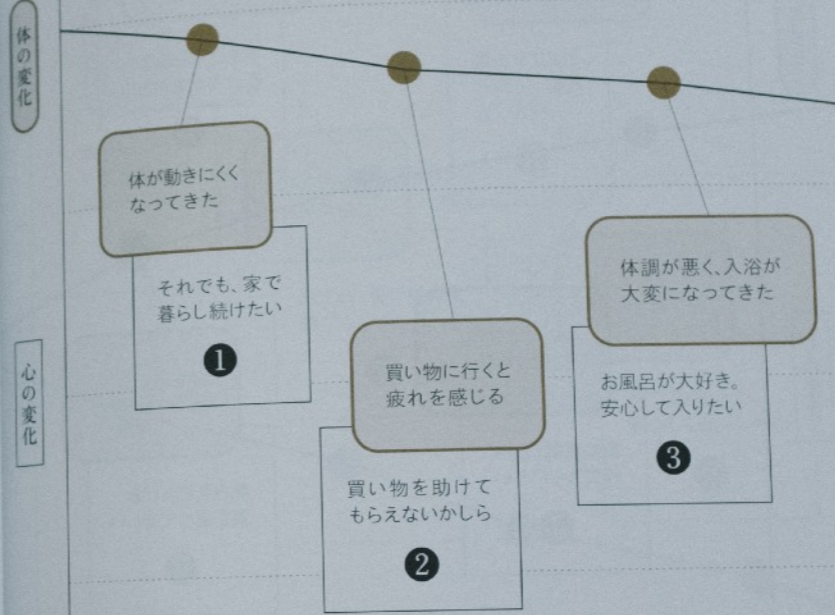 体の変化
体が動きにくく
なってきた
それでも、家で
暮らし続けたい
❶
買い物に行くと
疲れを感じる
買い物を助けて
もらえないかしら
❷
体調が悪く、入浴が
大変になってきた
お風呂が大好き。
安心して入りたい
❸
心の変化